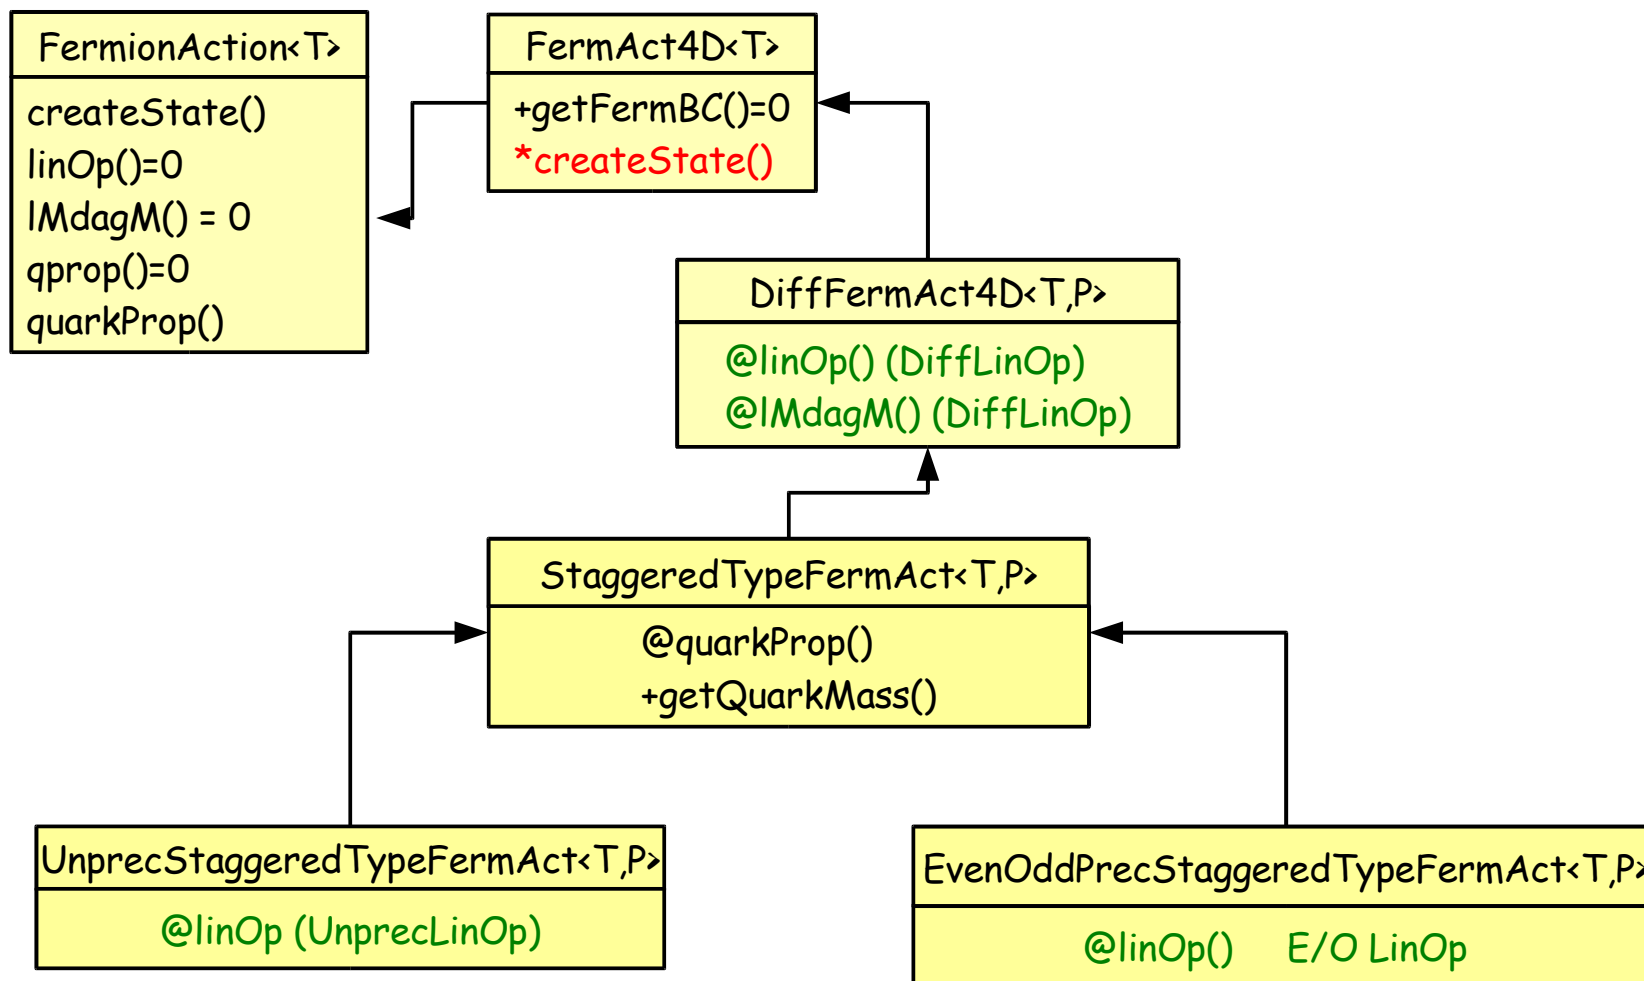 FermionAction<T>
createState()
linOp()=0
lMdagM() = 0
qprop()=0
quarkProp()
FermAct4D<T>
+getFermBC()=0
*createState()
DiffFermAct4D<T,P>
@linOp() (DiffLinOp)
@lMdagM() (DiffLinOp)
StaggeredTypeFermAct<T,P>
@quarkProp()
+getQuarkMass()
UnprecStaggeredTypeFermAct<T,P>
@linOp (UnprecLinOp)
EvenOddPrecStaggeredTypeFermAct<T,P>
@linOp() E/O LinOp